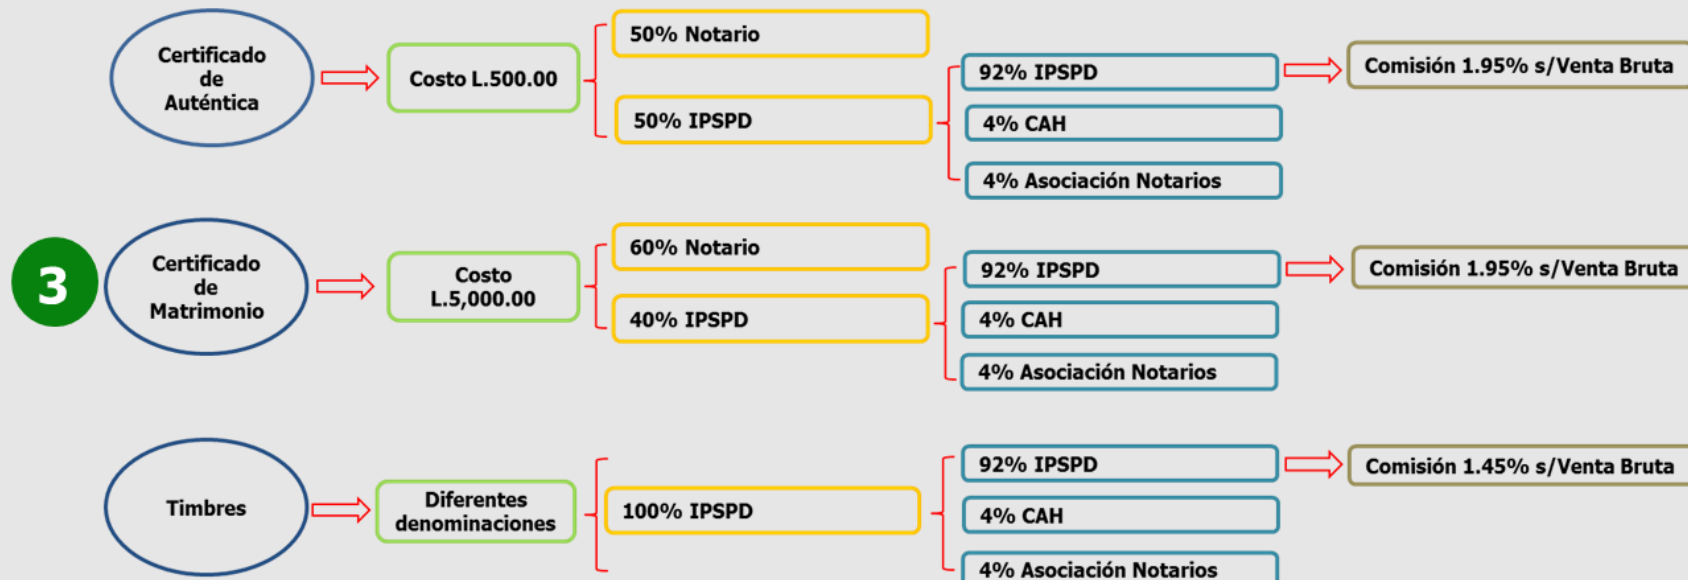 Certificado
de
Auténtica
Costo L.500.00
50% Notario
50% IPSPD
92% IPSPD
4% CAH
4% Asociación Notarios
Comisión 1.95% s/Venta Bruta
3
Certificado
de
Matrimonio
Costo
L.5,000.00
60% Notario
40% IPSPD
92% IPSPD
4% CAH
4% Asociación Notarios
Comisión 1.95% s/Venta Bruta
Timbres
Diferentes
denominaciones
100% IPSPD
92% IPSPD
4% CAH
4% Asociación Notarios
Comisión 1.45% s/Venta Bruta